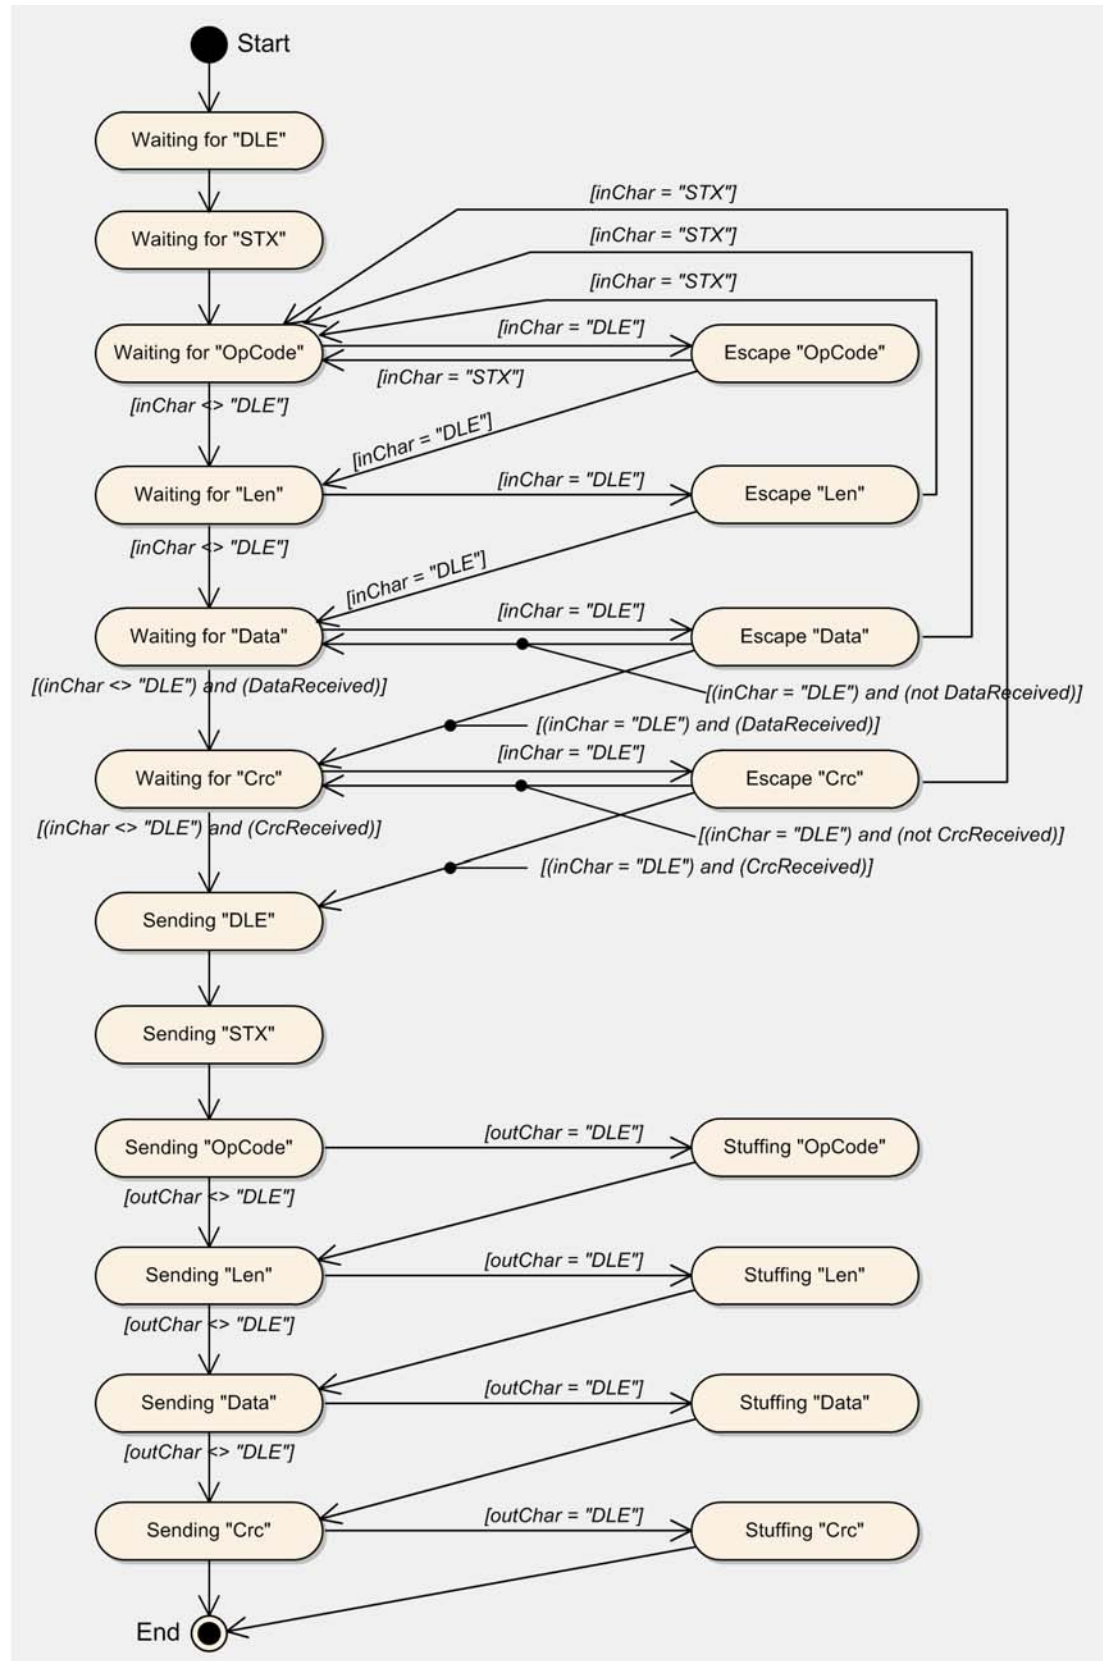 Start
Waiting for "DLE"
[inChar = "STX"]
Waiting for "STX"
[inChar = "STX"]
[inChar = "STX"]
[inChar = "DLE"]
Waiting for "OpCode"
Escape "OpCode"
[inChar = "STX"]
[inChar <> "DLE"]
[inChar = "DLE"]
[inChar = "DLE"]
Waiting for "Len"
Escape "Len"
[inChar <> "DLE"]
[inChar = "DLE"]
[inChar = "DLE"]
Waiting for "Data"
Escape "Data"
[(inChar <> "DLE") and (DataReceived)]
[(inChar = "DLE") and (not DataReceived)]
[(inChar = "DLE") and (DataReceived)]
[inChar = "DLE"]
Waiting for "Crc"
Escape "Crc"
[(inChar <> "DLE") and (CrcReceived)]
[(inChar = "DLE") and (not CrcReceived)]
[(inChar = "DLE") and (CrcReceived)]
Sending "DLE"
Sending "STX"
[outChar = "DLE"]
Sending "OpCode"
Stuffing "OpCode"
[outChar <> "DLE"]
[outChar = "DLE"]
Sending "Len"
Stuffing "Len"
[outChar <> "DLE"]
[outChar = "DLE"]
Sending "Data"
Stuffing "Data"
[outChar <> "DLE"]
[outChar = "DLE"]
Sending "Crc"
Stuffing "Crc"
End